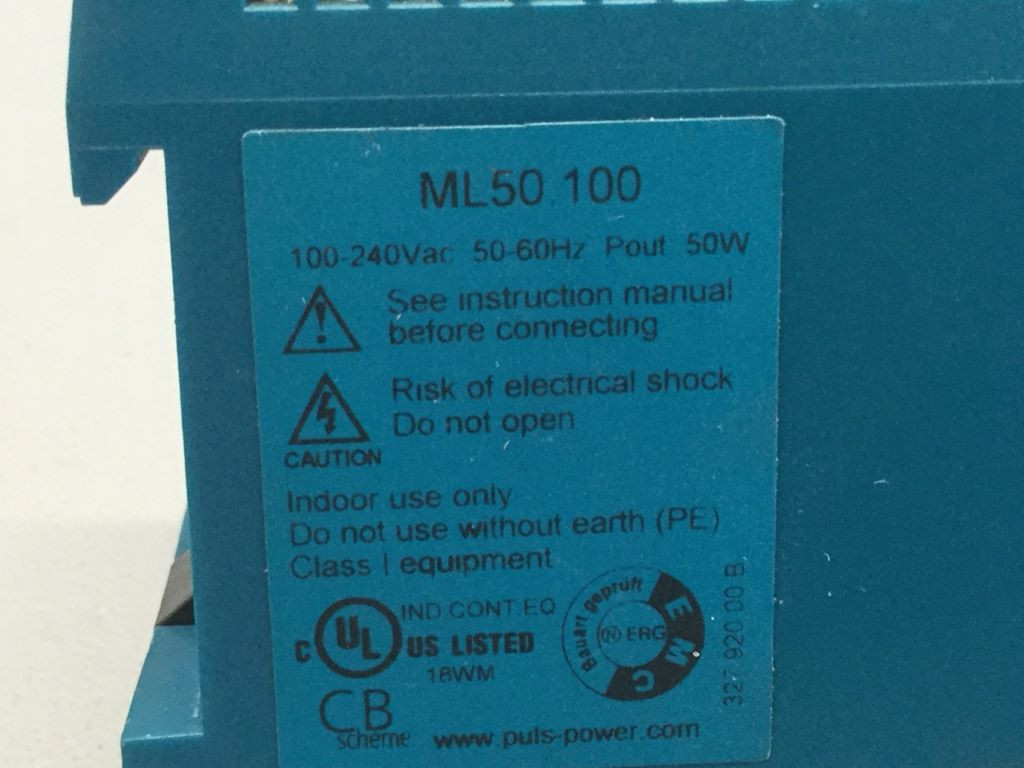 ML50.100
100-240Vac 50-60Hz Pout 50W
See instruction manual
before connecting
Risk of electrical shock
Do not open
CAUTION
Indoor use only
Do not use without earth (PE)
Class I equipment
C UL US LISTED
IND.CONT.EQ
18WM
Bauart geprüft
EMC
N ERG
327.920.00 B
CB
scheme
www.puls-power.com